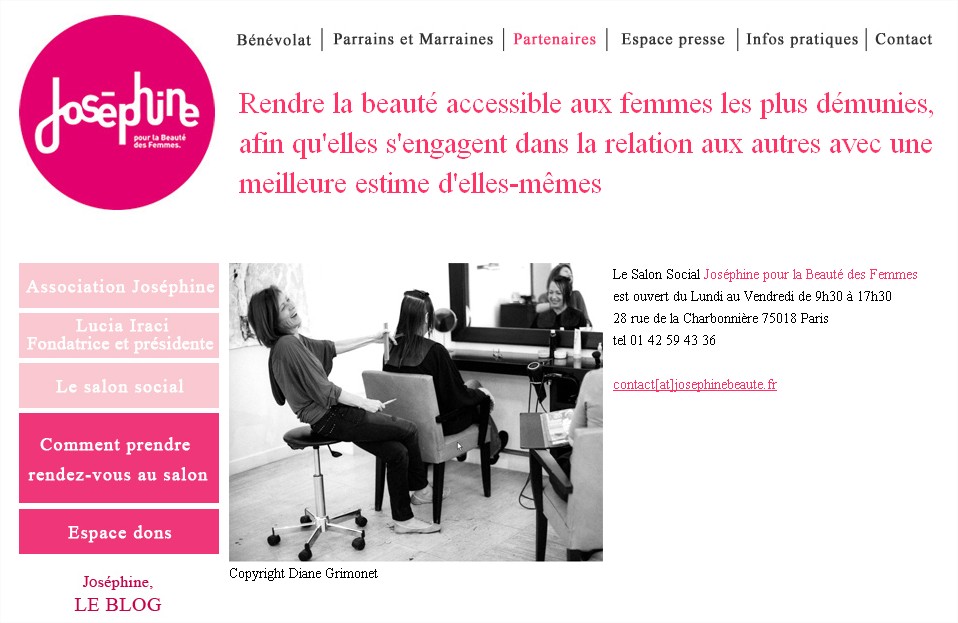 Joséphine
pour la Beauté
des Femmes.
Bénévolat | Parrains et Marraines | Partenaires | Espace presse | Infos pratiques | Contact
Rendre la beauté accessible aux femmes les plus démunies,
afin qu'elles s'engagent dans la relation aux autres avec une
meilleure estime d'elles-mêmes
Association Joséphine
Lucia Iraci
Fondatrice et présidente
Le salon social
Comment prendre
rendez-vous au salon
Espace dons
Joséphine,
LE BLOG
Le Salon Social Joséphine pour la Beauté des Femmes
est ouvert du Lundi au Vendredi de 9h30 à 17h30
28 rue de la Charbonnière 75018 Paris
tel 01 42 59 43 36
contact[at]josephinebeaute.fr
Copyright Diane Grimonet